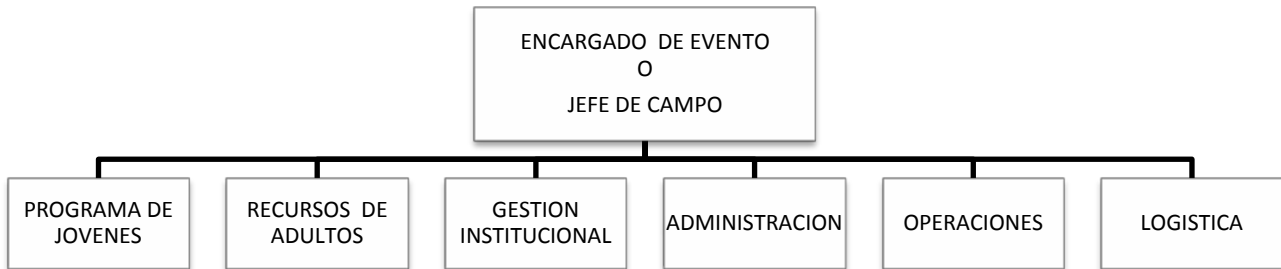 ENCARGADO DE EVENTO
O
JEFE DE CAMPO
PROGRAMA DE
JOVENES
RECURSOS DE
ADULTOS
GESTION
INSTITUCIONAL
ADMINISTRACION
OPERACIONES
LOGISTICA